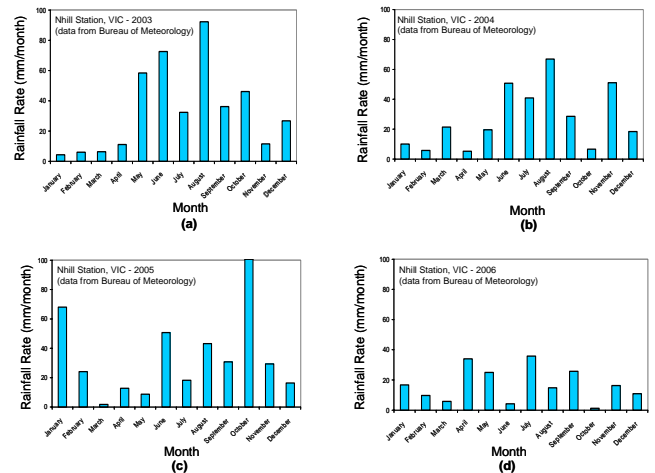 Nhill Station, VIC - 2003
(data from Bureau of Meteorology)
Rainfall Rate (mm/month)
100
80
60
40
20
0
January
February
March
April
May
June
July
August
September
October
November
December
Month
(a)
Nhill Station, VIC - 2004
(data from Bureau of Meteorology)
Rainfall Rate (mm/month)
100
80
60
40
20
0
January
February
March
April
May
June
July
August
September
October
November
December
Month
(b)
Nhill Station, VIC - 2005
(data from Bureau of Meteorology)
Rainfall Rate (mm/month)
100
80
60
40
20
0
January
February
March
April
May
June
July
August
September
October
November
December
Month
(c)
Nhill Station, VIC - 2006
(data from Bureau of Meteorology)
Rainfall Rate (mm/month)
100
80
60
40
20
0
January
February
March
April
May
June
July
August
September
October
November
December
Month
(d)